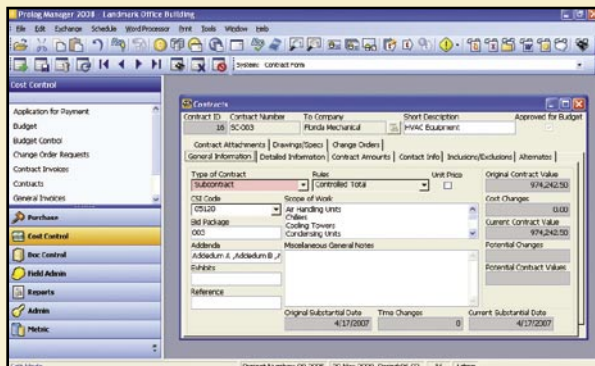 Prolog Manager 2008 - Landmark Office Building
File Edit Exchange Schedule Word Processor Print Tools Window Help
System: Contract Form
Cost Control
Application for Payment
Budget
Budget Control
Change Order Requests
Contract Invoices
Contracts
General Invoices
Purchase
Cost Control
Doc Control
Field Admin
Reports
Admin
Metric
Contracts
Contract ID Contract Number To Company Short Description Approved for Budget
16 SC-003 Florida Mechanical HVAC Equipment
Contract Attachments Drawings/Specs Change Orders
General Information Detailed Information Contract Amounts Contact Info Inclusions/Exclusions Alternates
Type of Contract Rules Unit Price Original Contract Value
Subcontract Controlled Total 974,242.50
CSI Code Scope of Work Cost Changes
05120 Air Handling Units 0.00
Chillers
Bid Package Cooling Towers Current Contract Value
003 Condensing Units 974,242.50
Addenda Miscellaneous General Notes Potential Changes
Addedum A ,Addedum B ,
Exhibits Potential Contract Values
Reference
Original Substantial Date Time Changes Current Substantial Date
4/17/2007 0 4/17/2007